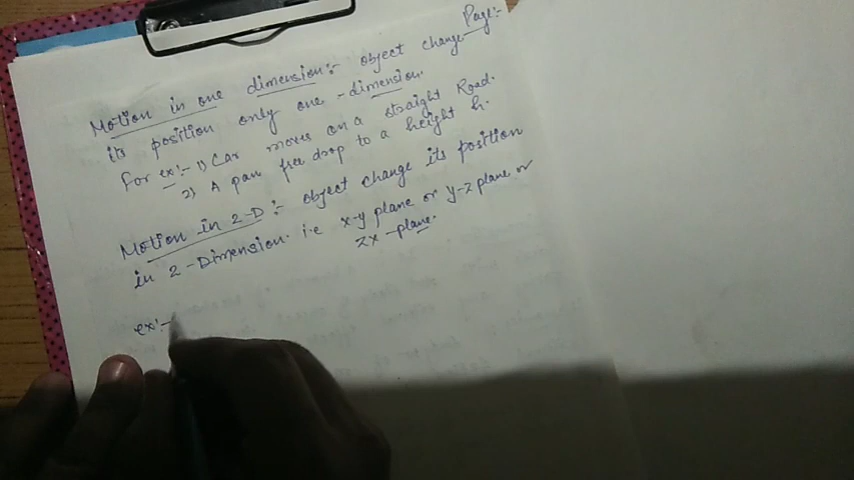 Page:-
Motion in one dimension:- object change
its position only one -dimension.
For ex:- 1) Car moves on a straight Road.
2) A pan free drop to a height h.
Motion in 2-D:- object change its position
in 2-Dimension. i.e x-y plane or y-z plane or
zx -plane.
ex:-